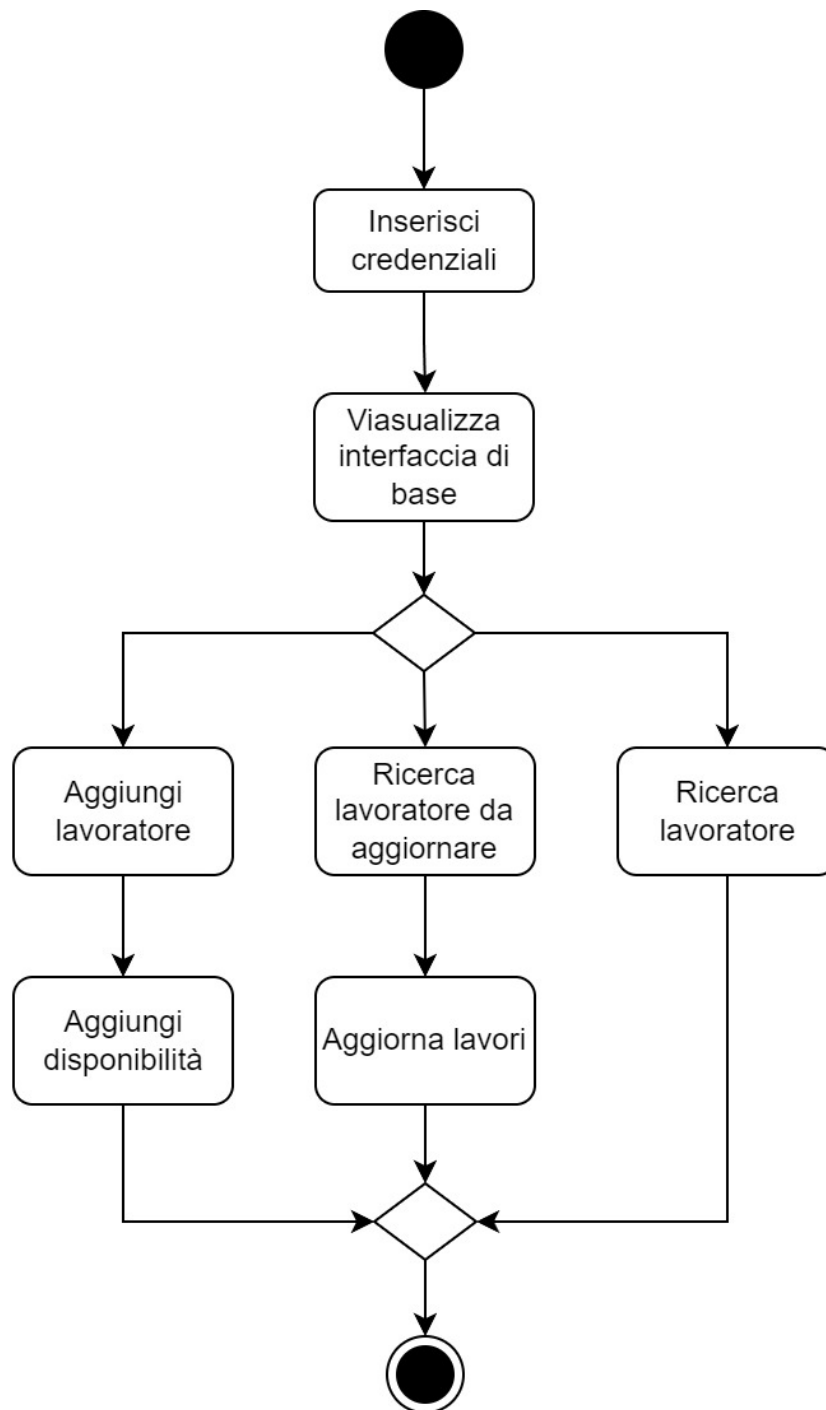 Inserisci
credenziali
Viasualizza
interfaccia di
base
Aggiungi
lavoratore
Ricerca
lavoratore da
aggiornare
Ricerca
lavoratore
Aggiungi
disponibilità
Aggiorna lavori